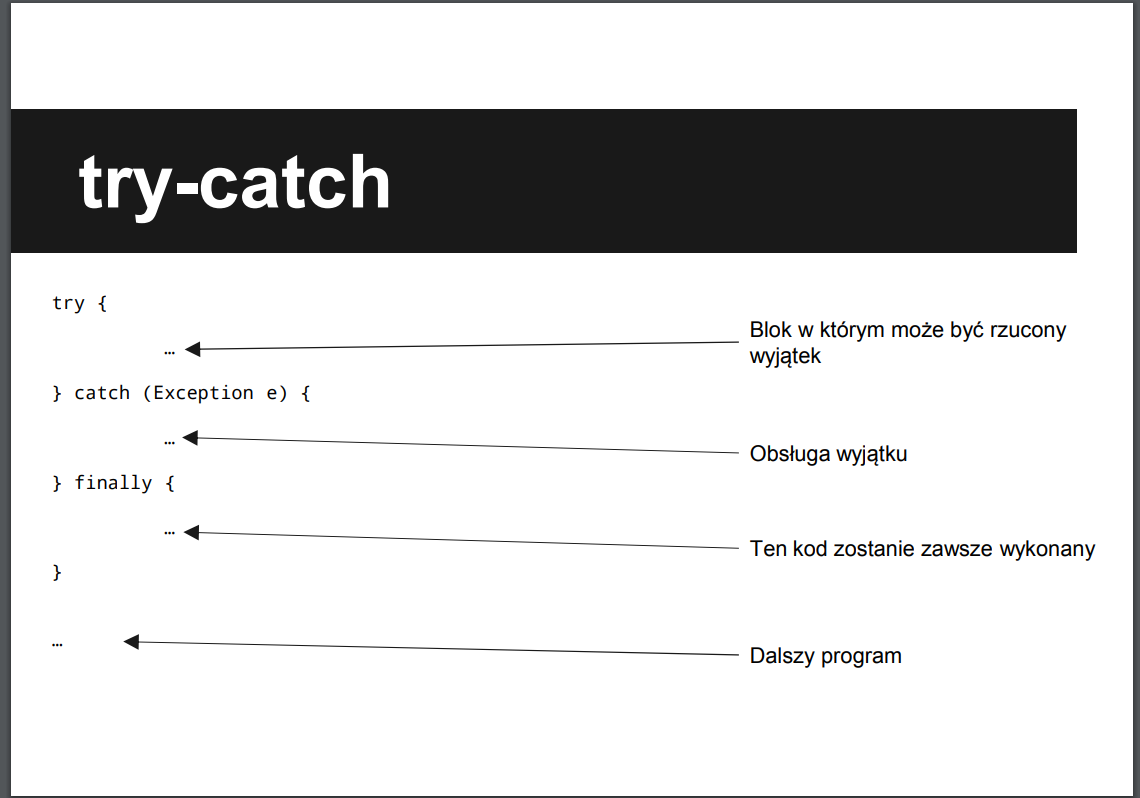 try-catch
try {
…
Blok w którym może być rzucony
wyjątek
} catch (Exception e) {
…
Obsługa wyjątku
} finally {
…
Ten kod zostanie zawsze wykonany
}
…
Dalszy program